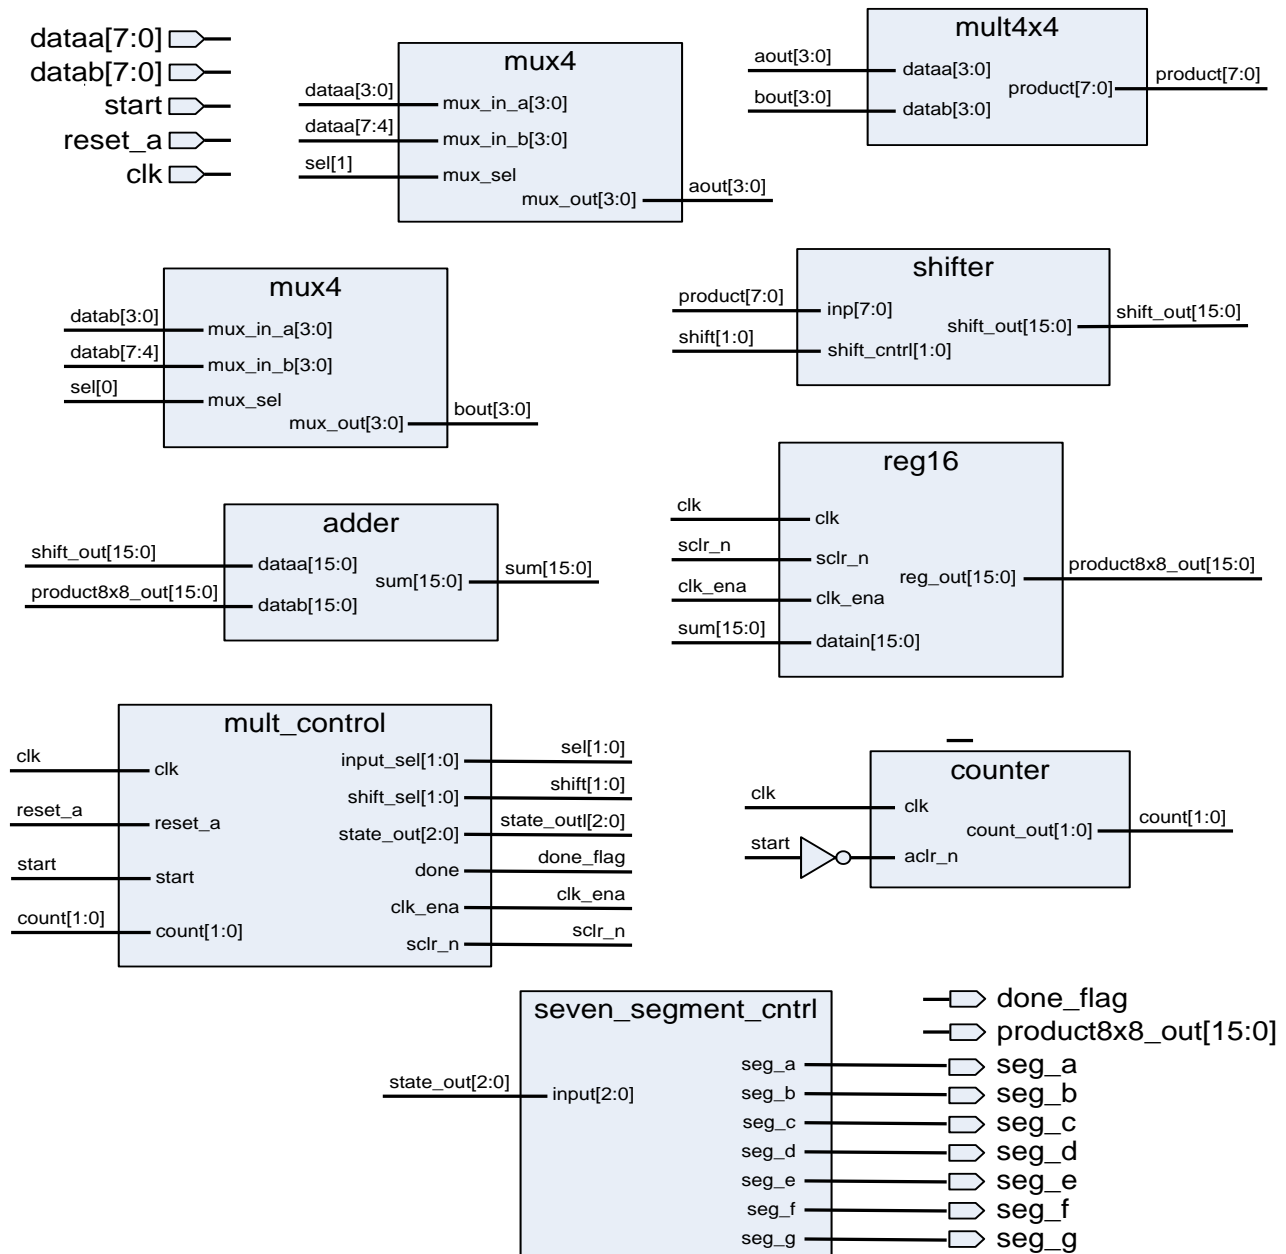 dataa[7:0]
datab[7:0]
start
reset_a
clk
mux4
dataa[3:0]
mux_in_a[3:0]
dataa[7:4]
mux_in_b[3:0]
sel[1]
mux_sel
mux_out[3:0]
aout[3:0]
mult4x4
aout[3:0]
dataa[3:0]
product[7:0]
product[7:0]
bout[3:0]
datab[3:0]
mux4
datab[3:0]
mux_in_a[3:0]
datab[7:4]
mux_in_b[3:0]
sel[0]
mux_sel
mux_out[3:0]
bout[3:0]
shifter
product[7:0]
inp[7:0]
shift_out[15:0]
shift_out[15:0]
shift[1:0]
shift_cntrl[1:0]
adder
shift_out[15:0]
dataa[15:0]
sum[15:0]
sum[15:0]
product8x8_out[15:0]
datab[15:0]
reg16
clk
clk
sclr_n
sclr_n
reg_out[15:0]
product8x8_out[15:0]
clk_ena
clk_ena
sum[15:0]
datain[15:0]
mult_control
clk
clk
input_sel[1:0]
sel[1:0]
shift_sel[1:0]
shift[1:0]
reset_a
reset_a
state_out[2:0]
state_outl[2:0]
start
start
done
done_flag
clk_ena
clk_ena
count[1:0]
count[1:0]
sclr_n
sclr_n
counter
clk
clk
count_out[1:0]
count[1:0]
start
aclr_n
seven_segment_cntrl
state_out[2:0]
input[2:0]
seg_a
seg_b
seg_c
seg_d
seg_e
seg_f
seg_g
done_flag
product8x8_out[15:0]
seg_a
seg_b
seg_c
seg_d
seg_e
seg_f
seg_g